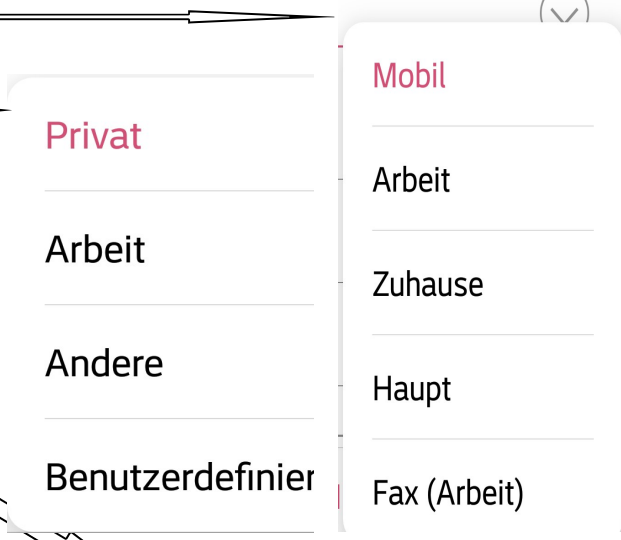 Privat
Arbeit
Andere
Benutzerdefinier
Mobil
Arbeit
Zuhause
Haupt
Fax (Arbeit)